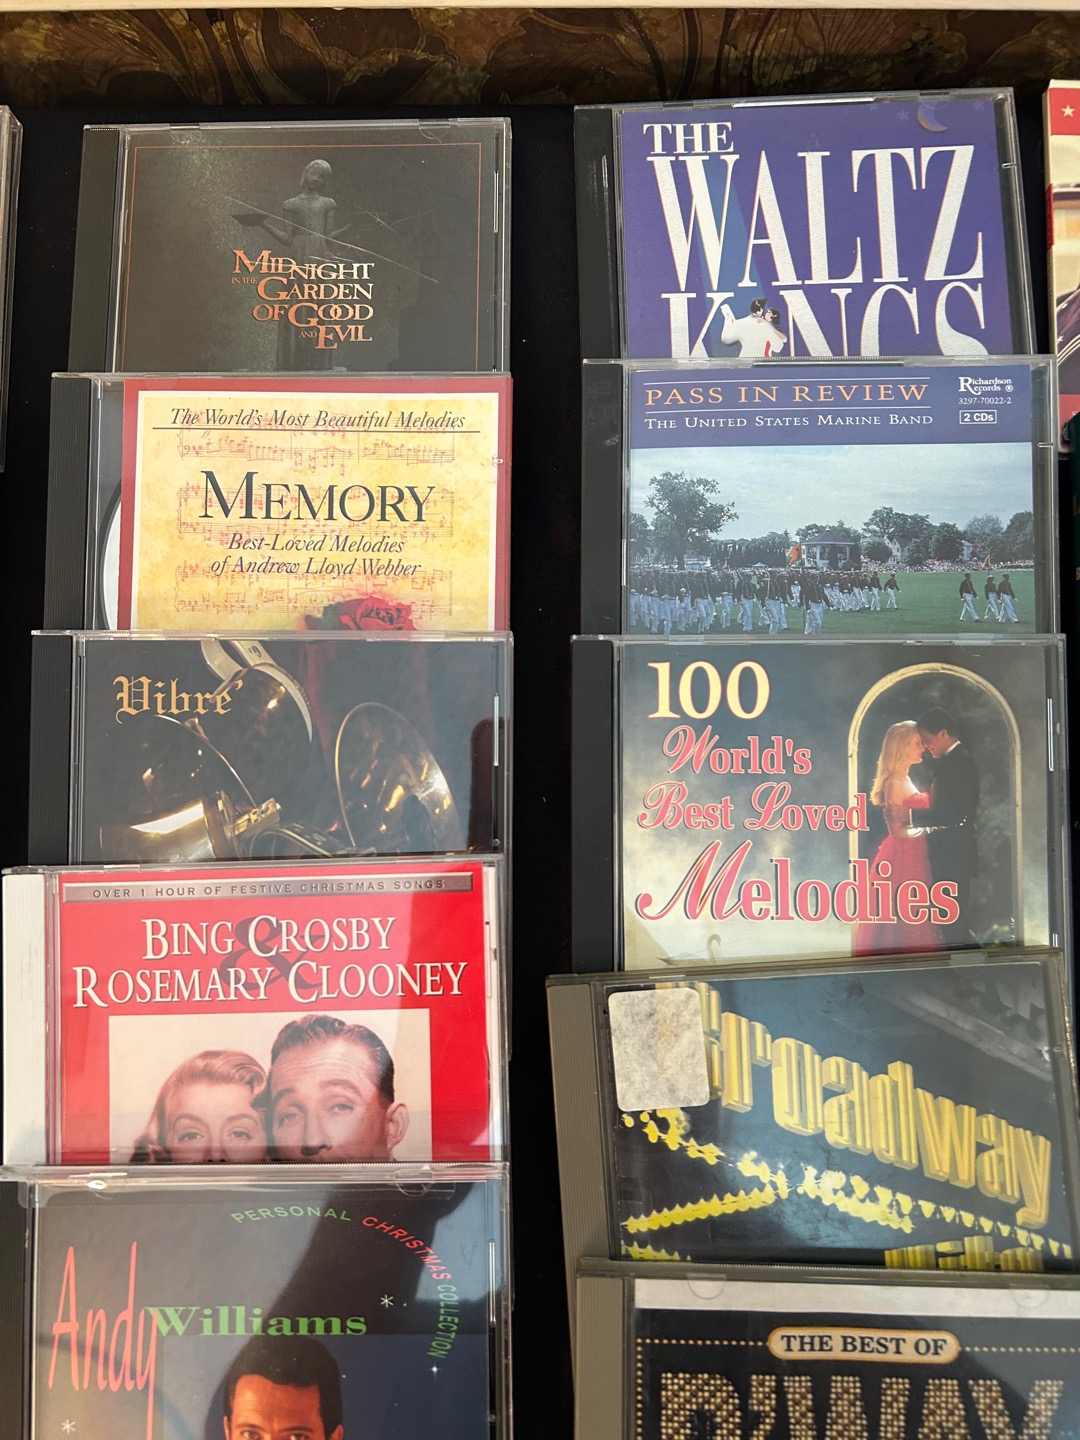 MIDNIGHT
IN THE
GARDEN
OF GOOD
AND EVIL
The World's Most Beautiful Melodies
MEMORY
Best-Loved Melodies
of Andrew Lloyd Webber
Vibré
OVER 1 HOUR OF FESTIVE CHRISTMAS SONGS
BING CROSBY
&
ROSEMARY CLOONEY
PERSONAL CHRISTMAS COLLECTION
Andy Williams
THE
WALTZ
KINGS
PASS IN REVIEW
THE UNITED STATES MARINE BAND
Richardson
Records ®
3297-70022-2
2 CDs
100
World's
Best Loved
Melodies
Broadway
THE BEST OF
B'WAY